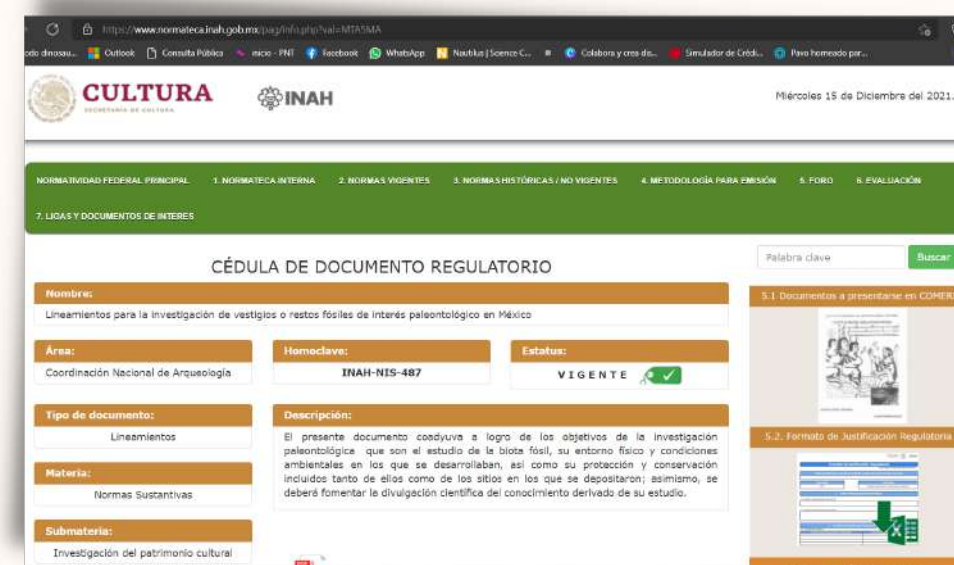 https://www.normateca.inah.gob.mx/pag/info.php?val=MTA5MA
odo dinosau... Outlook Consulta Pública inicio - PNT Facebook WhatsApp Nautilus | Science C... Colabora y crea dis... Simulador de Crédi... Pavo horneado par...
CULTURA
SECRETARÍA DE CULTURA
INAH
Miércoles 15 de Diciembre del 2021.
NORMATIVIDAD FEDERAL PRINCIPAL 1. NORMATECA INTERNA 2. NORMAS VIGENTES 3. NORMAS HISTÓRICAS / NO VIGENTES 4. METODOLOGÍA PARA EMISIÓN 5. FORO 6. EVALUACIÓN
7. LIGAS Y DOCUMENTOS DE INTERES
CÉDULA DE DOCUMENTO REGULATORIO
Palabra clave Buscar
Nombre:
Lineamientos para la investigación de vestigios o restos fósiles de interés paleontológico en México
5.1 Documentos a presentarse en COMERI
Área:
Coordinación Nacional de Arqueología
Homoclave:
INAH-NIS-487
Estatus:
VIGENTE
Tipo de documento:
Lineamientos
Descripción:
El presente documento coadyuva a logro de los objetivos de la investigación
paleontológica que son el estudio de la biota fósil, su entorno físico y condiciones
ambientales en los que se desarrollaban, así como su protección y conservación
incluidos tanto de ellos como de los sitios en los que se depositaron; asimismo, se
deberá fomentar la divulgación científica del conocimiento derivado de su estudio.
5.2. Formato de Justificación Regulatoria
Materia:
Normas Sustantivas
Submateria:
Investigación del patrimonio cultural